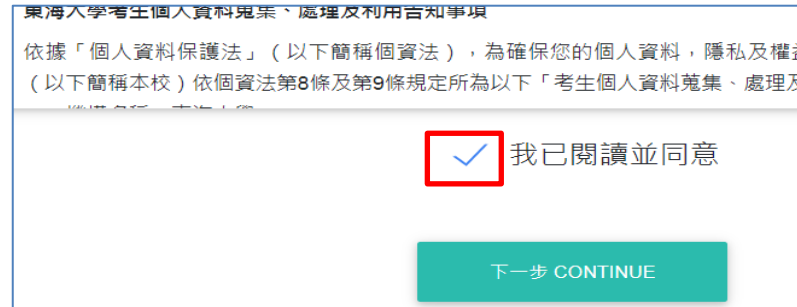 東海大學考生個人資料蒐集、處理及利用告知事項
依據「個人資料保護法」（以下簡稱個資法），為確保您的個人資料，隱私及權益
（以下簡稱本校）依個資法第8條及第9條規定所為以下「考生個人資料蒐集、處理及
我已閱讀並同意
下一步 CONTINUE